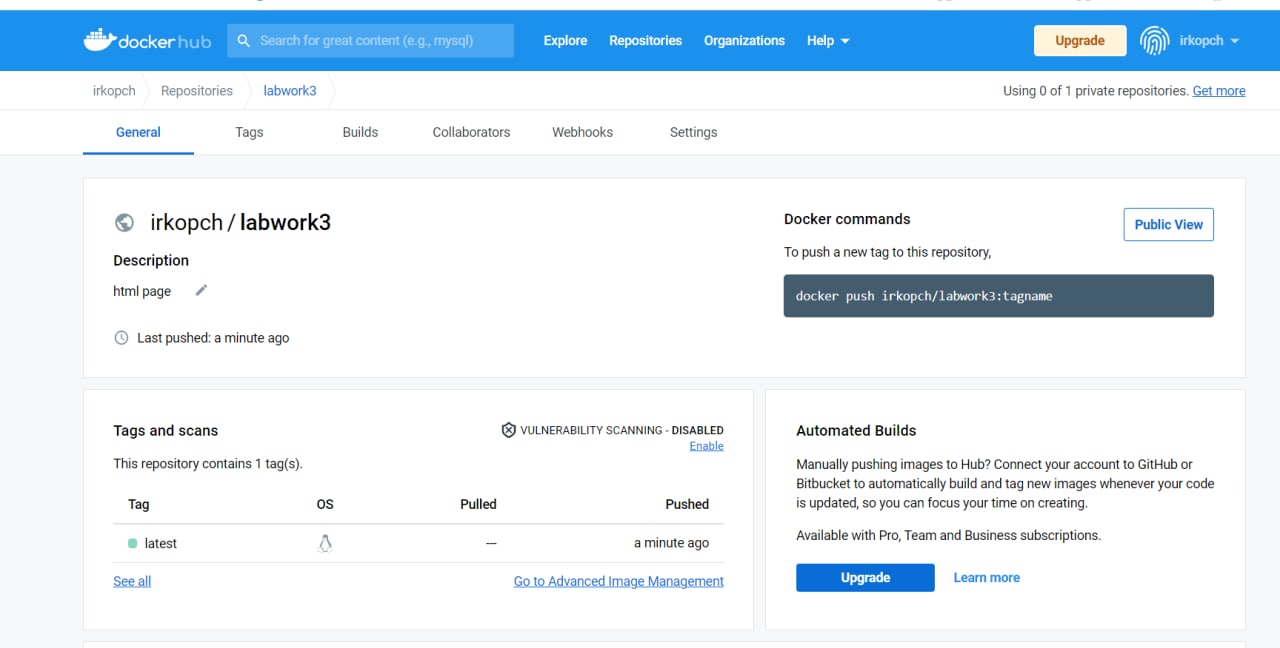 dockerhub Search for great content (e.g., mysql) Explore Repositories Organizations Help Upgrade irkopch
irkopch Repositories labwork3 Using 0 of 1 private repositories. Get more
General Tags Builds Collaborators Webhooks Settings
irkopch / labwork3
Description
html page
Last pushed: a minute ago
Docker commands
Public View
To push a new tag to this repository,
docker push irkopch/labwork3:tagname
Tags and scans
VULNERABILITY SCANNING - DISABLED
Enable
This repository contains 1 tag(s).
Tag OS Pulled Pushed
latest --- a minute ago
See all Go to Advanced Image Management
Automated Builds
Manually pushing images to Hub? Connect your account to GitHub or
Bitbucket to automatically build and tag new images whenever your code
is updated, so you can focus your time on creating.
Available with Pro, Team and Business subscriptions.
Upgrade Learn more